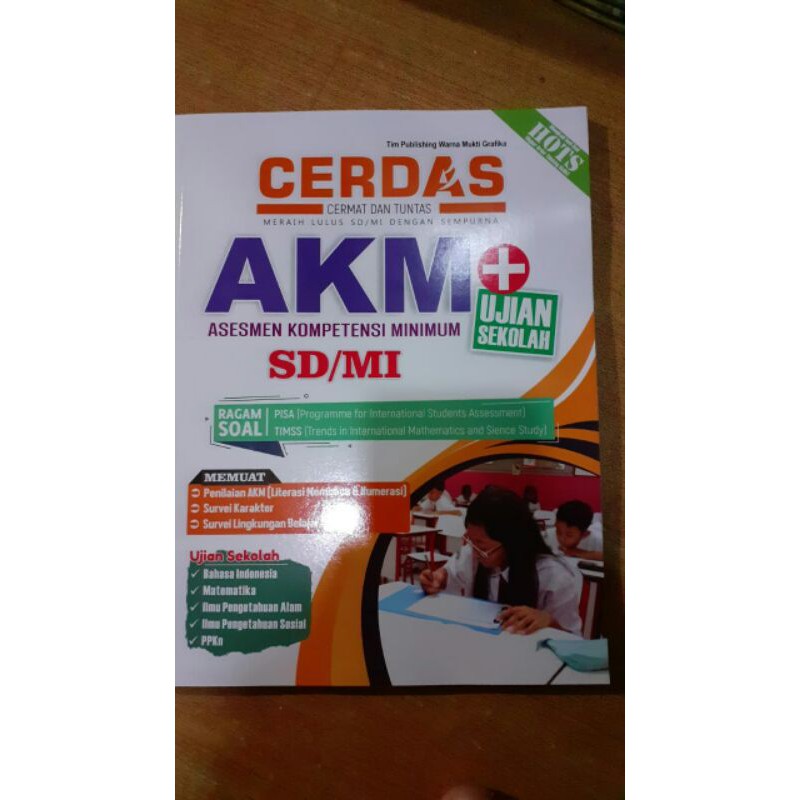 Tim Publishing Warna Mukti Grafika
HOTS
CERDAS
CERMAT DAN TUNTAS
MERAIH LULUS SD/MI DENGAN SEMPURNA
AKM+
UJIAN
SEKOLAH
ASESMEN KOMPETENSI MINIMUM
SD/MI
RAGAM
SOAL
PISA (Programme for International Students Assessment)
TIMSS (Trends in International Mathematics and Sience Study)
MEMUAT
Penilaian AKM (Literasi & Numerasi)
Survei Karakter
Survei Lingkungan
Ujian Sekolah
Bahasa Indonesia
Matematika
Ilmu Pengetahuan Alam
Ilmu Pengetahuan Sosial
PPKn